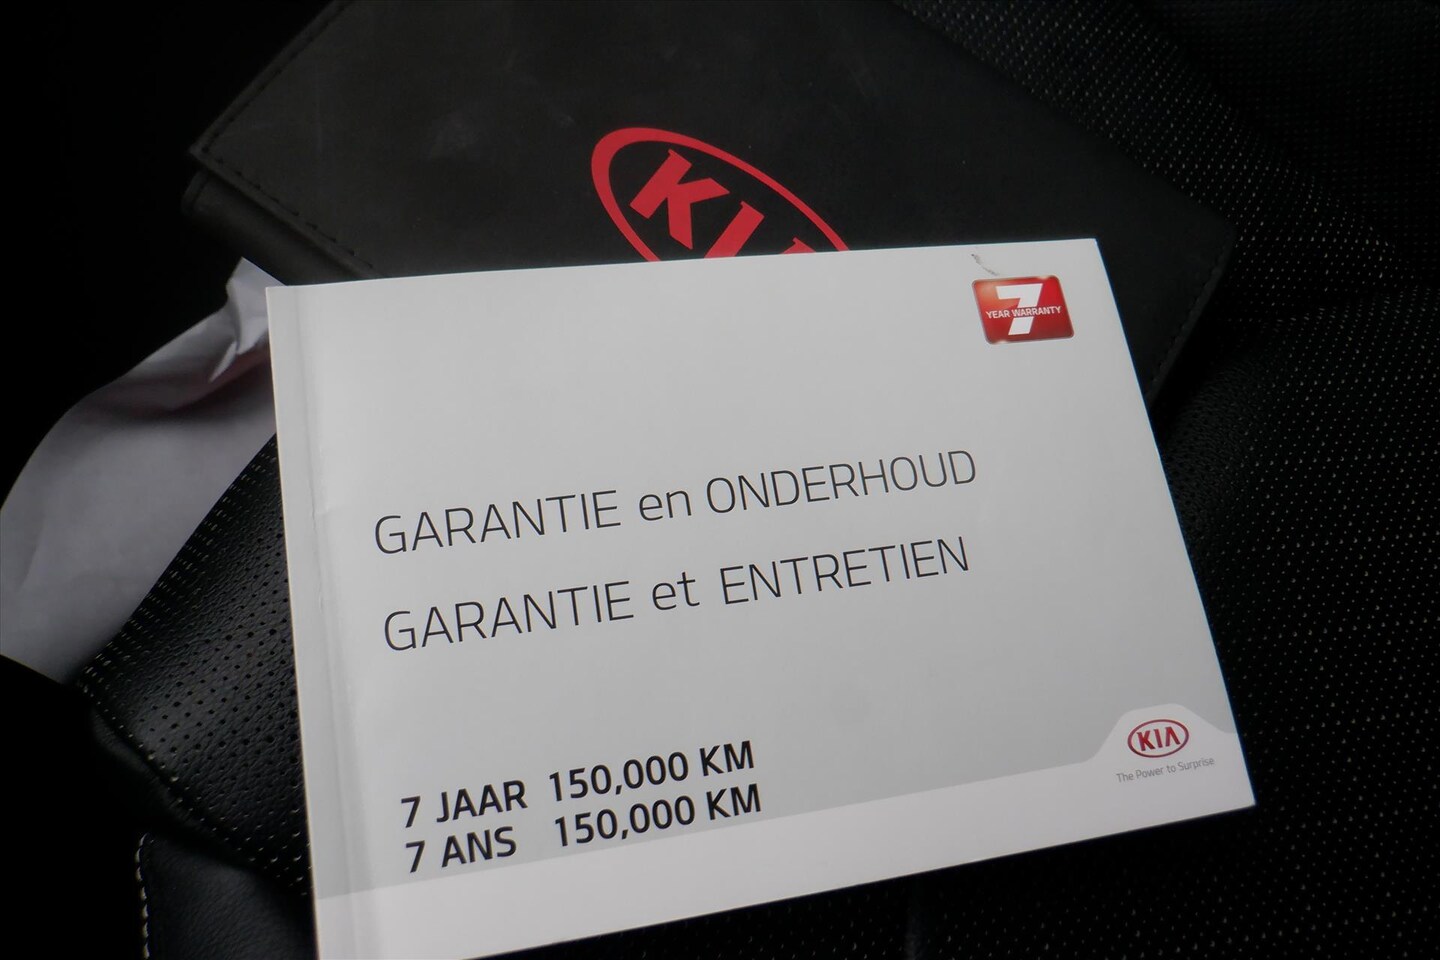 KIA
7
YEAR WARRANTY
GARANTIE en ONDERHOUD
GARANTIE et ENTRETIEN
7 JAAR 150,000 KM
7 ANS 150,000 KM
KIA
The Power to Surprise